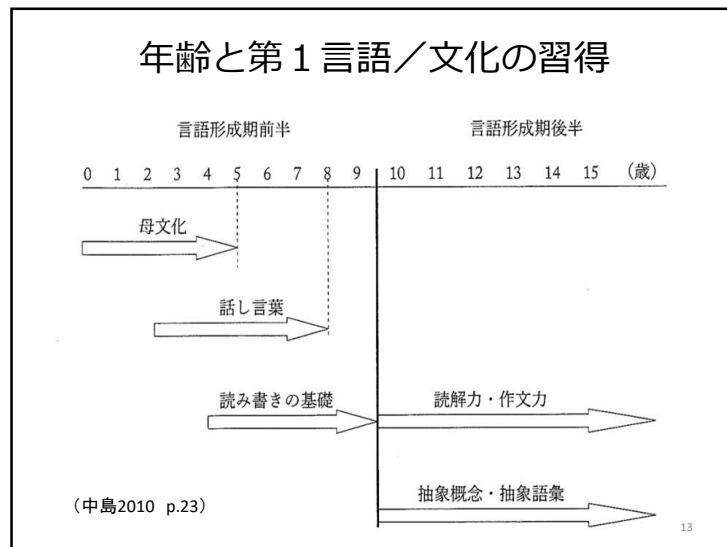 年齢と第１言語／文化の習得
言語形成期前半 言語形成期後半
0 1 2 3 4 5 6 7 8 9 10 11 12 13 14 15 (歳)
母文化
話し言葉
読み書きの基礎 読解力・作文力
抽象概念・抽象語彙
（中島2010 p.23）
13